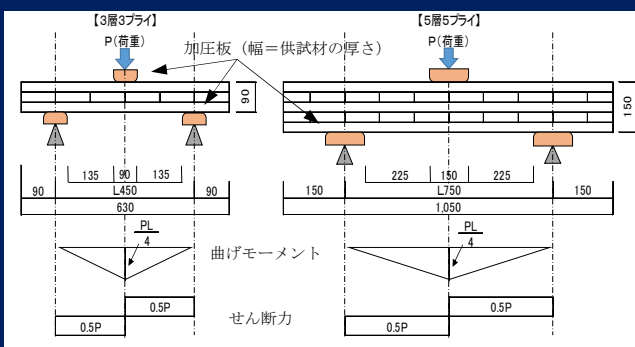 【3層3プライ】
【5層5プライ】
P(荷重)
加圧板（幅＝供試材の厚さ）
P(荷重)
90
150
135 90 135
225 150 225
90 L450 90
150 L750 150
630
1,050
PL
4
曲げモーメント
PL
4
0.5P
0.5P
せん断力
0.5P
0.5P